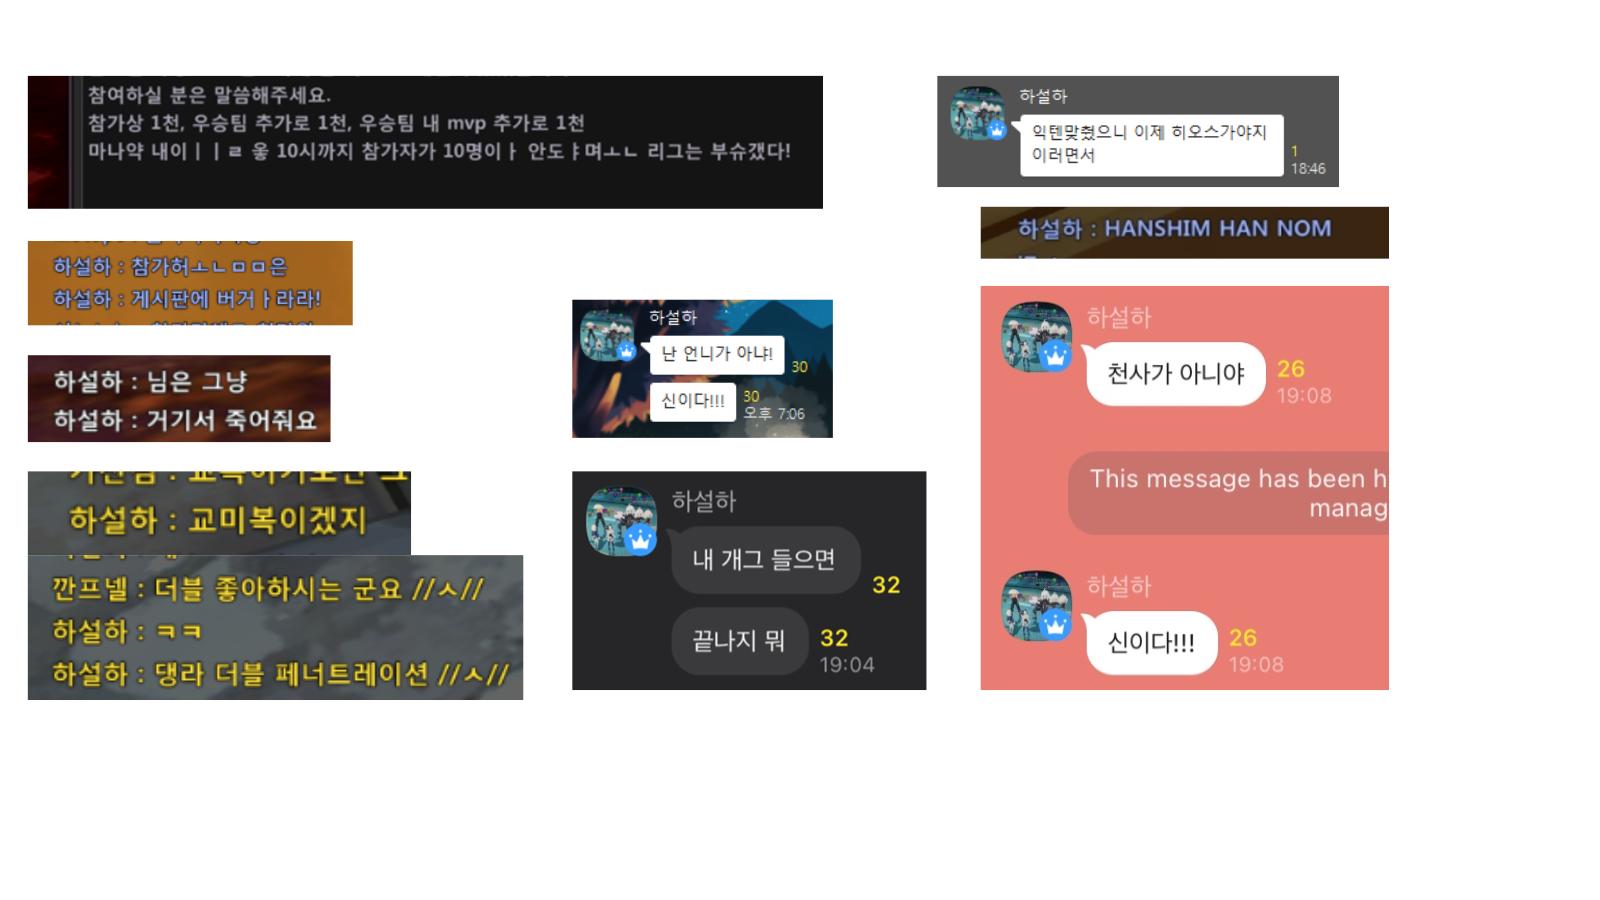 참여하실 분은 말씀해주세요.
참가상 1천, 우승팀 추가로 1천, 우승팀 내 mvp 추가로 1천
마나약 내이ㅣㅣㄹ 옿 10시까지 참가자가 10명이ㅏ 안도ㅑ며ㅗㄴ 리그는 부슈갰다!
하설하 : 참가허ㅗㄴㅁㅁ은
하설하 : 게시판에 버거ㅏ라라!
하설하 : 님은 그냥
하설하 : 거기서 죽어줘요
하설하 : 교미복이겠지
깐프넬 : 더블 좋아하시는 군요 //ㅅ//
하설하 : ㅋㅋ
하설하 : 댕라 더블 페너트레이션 //ㅅ//
하설하
난 언니가 아냐!
30
신이다!!!
30
오후 7:06
하설하
내 개그 들으면
32
끝나지 뭐
32
19:04
하설하
익텐맞췄으니 이제 히오스가야지
이러면서
1
18:46
하설하 : HANSHIM HAN NOM
하설하
천사가 아니야
26
19:08
This message has been h
manag
하설하
신이다!!!
26
19:08